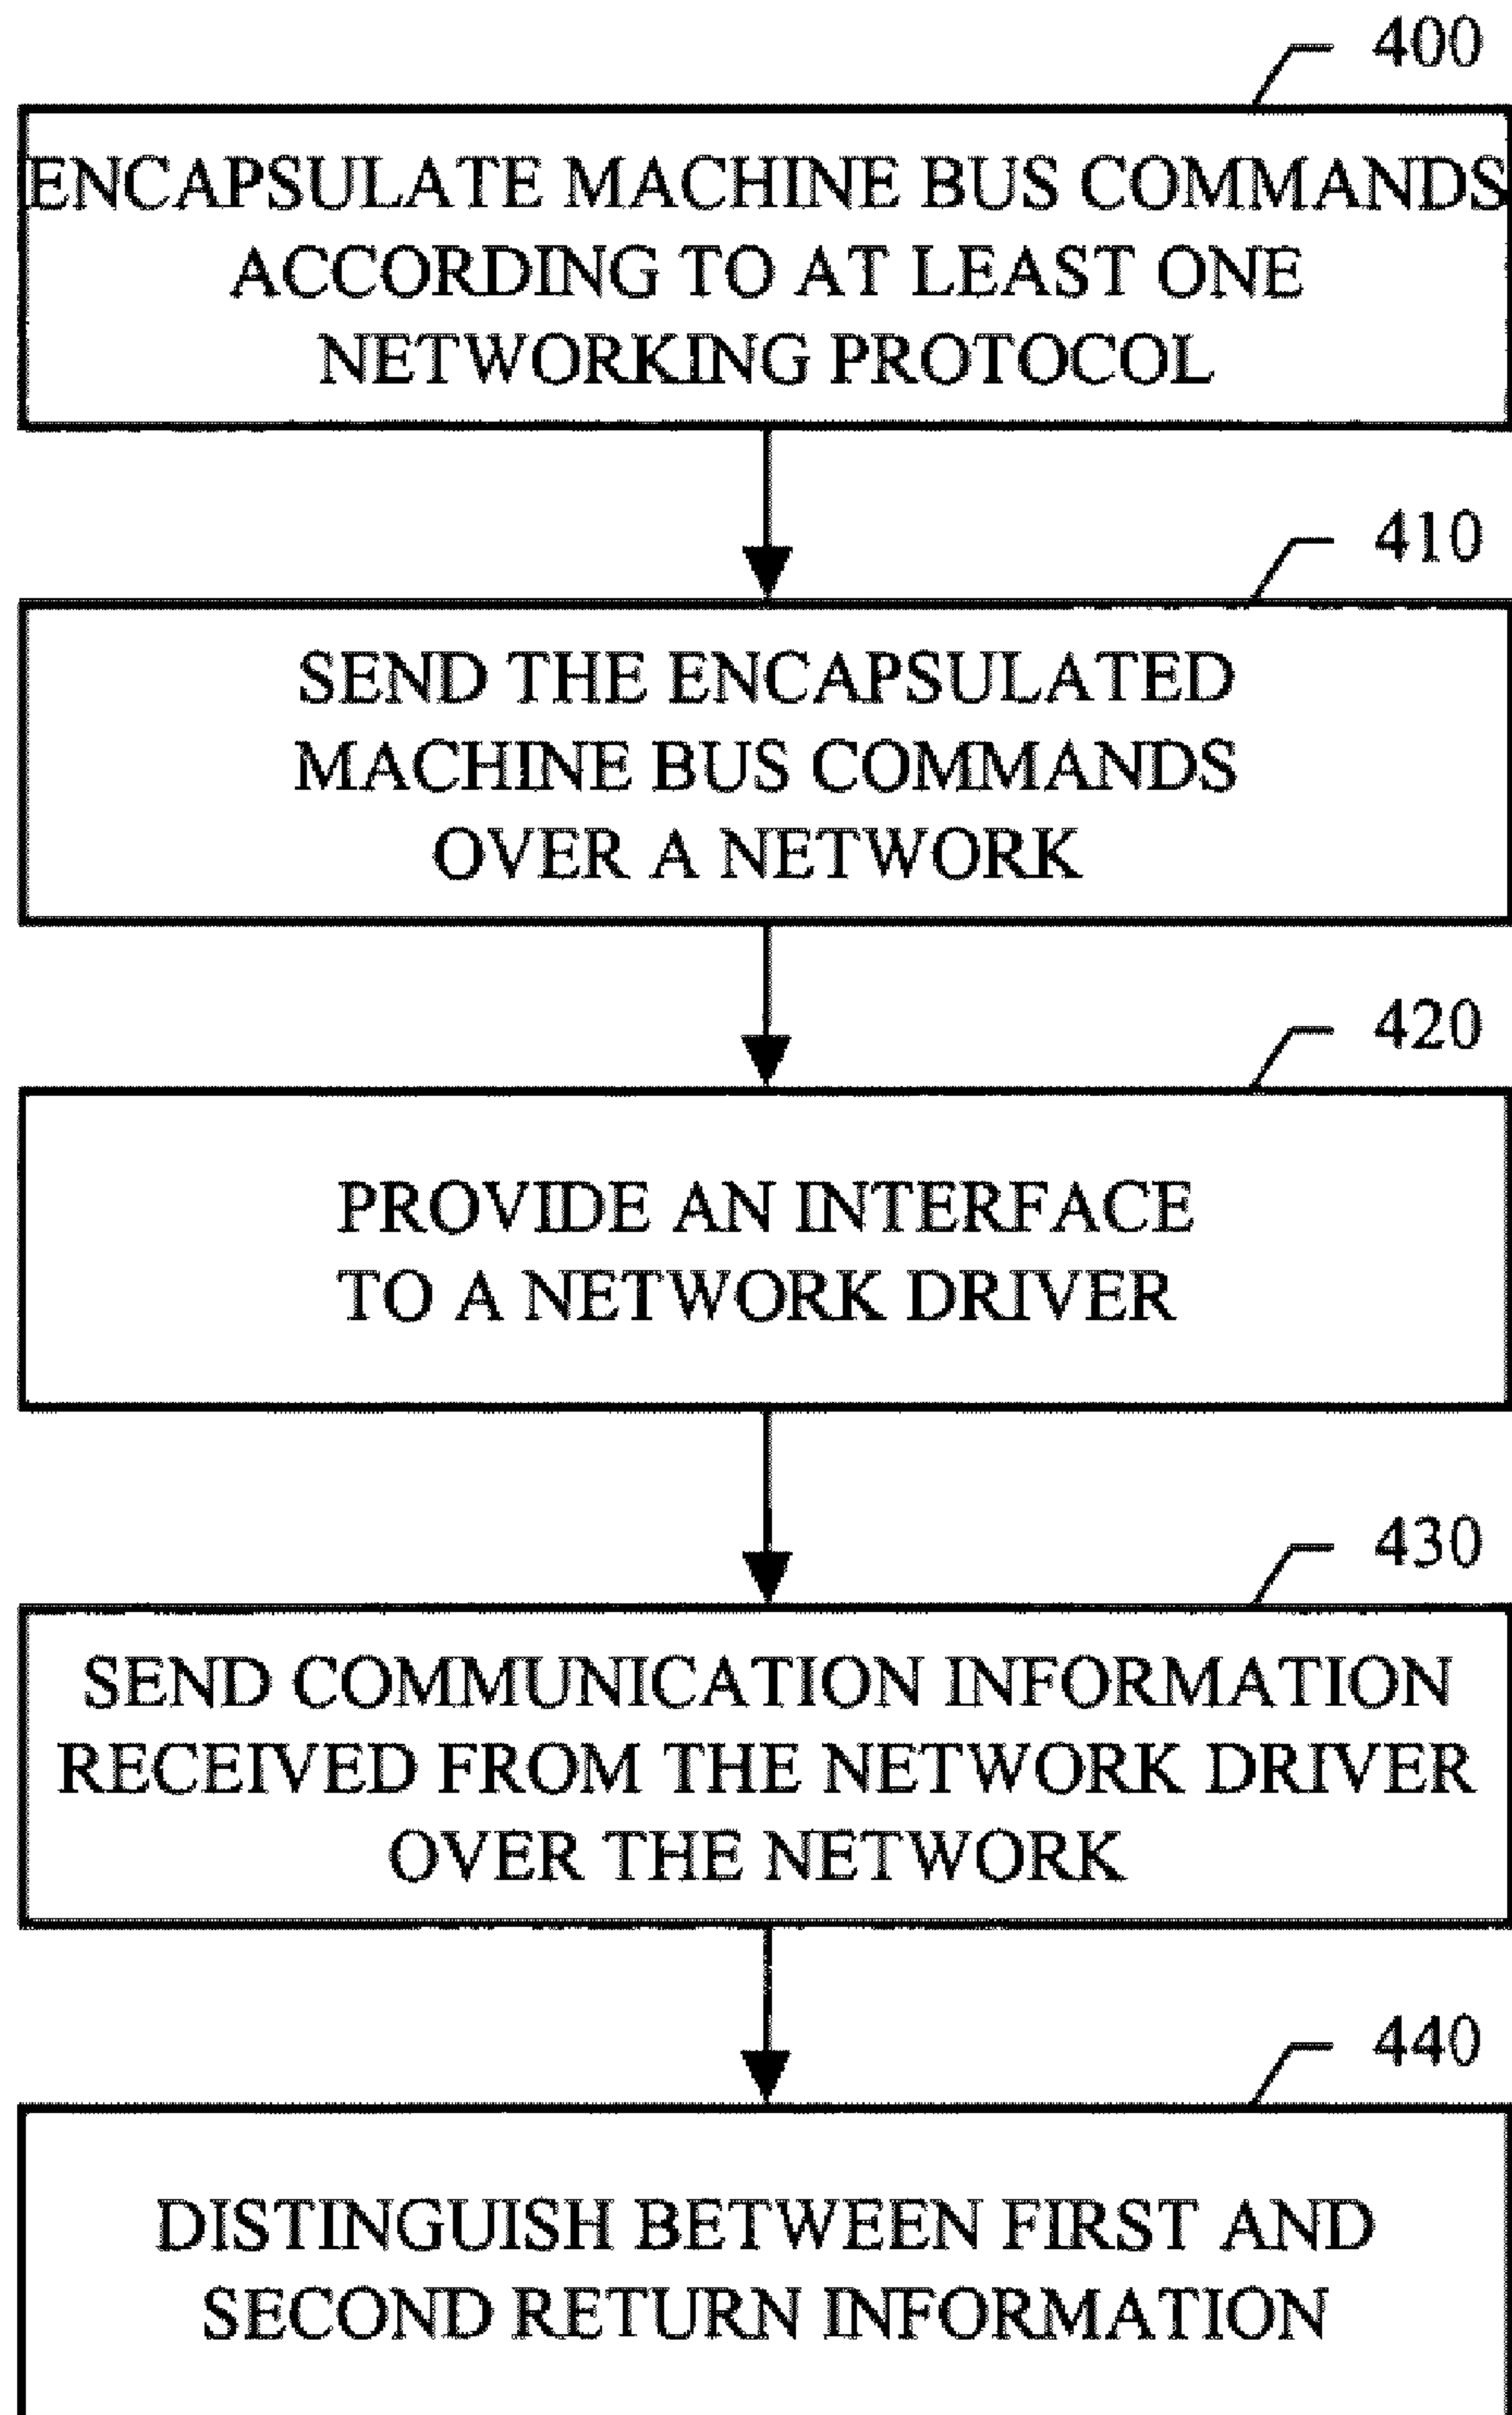 400
ENCAPSULATE MACHINE BUS COMMANDS
ACCORDING TO AT LEAST ONE
NETWORKING PROTOCOL
410
SEND THE ENCAPSULATED
MACHINE BUS COMMANDS
OVER A NETWORK
420
PROVIDE AN INTERFACE
TO A NETWORK DRIVER
430
SEND COMMUNICATION INFORMATION
RECEIVED FROM THE NETWORK DRIVER
OVER THE NETWORK
440
DISTINGUISH BETWEEN FIRST AND
SECOND RETURN INFORMATION